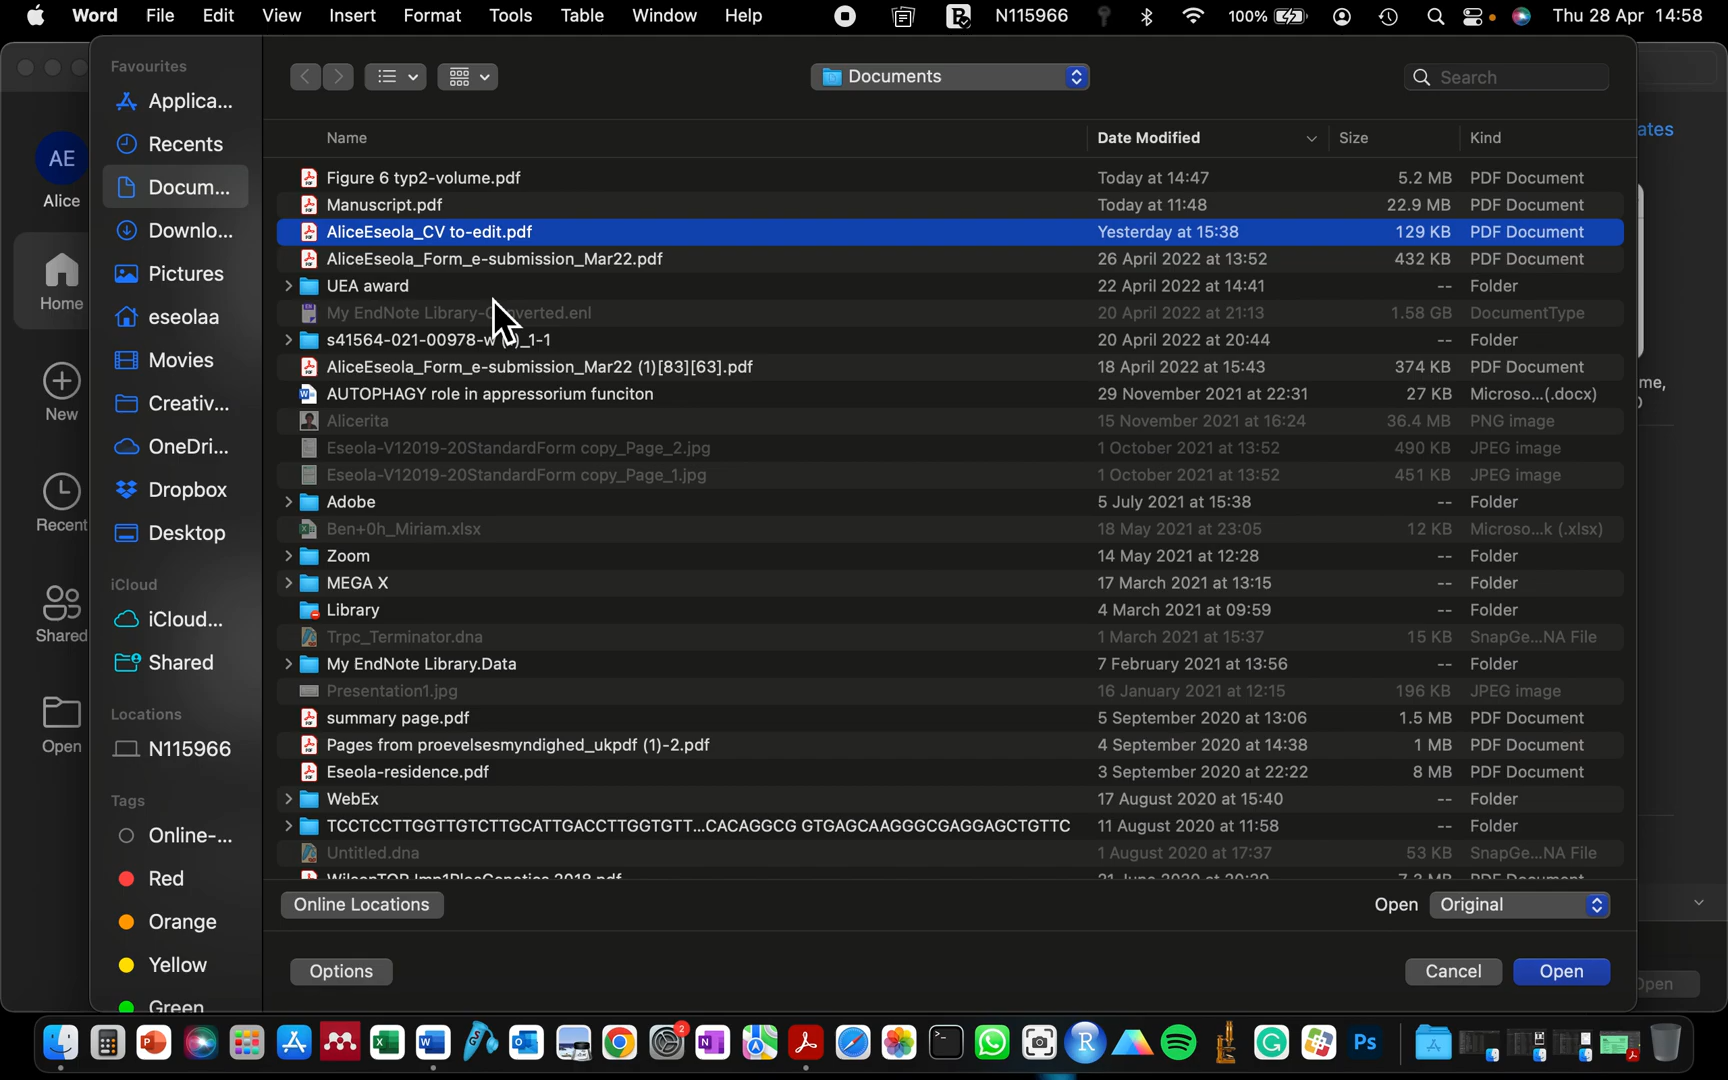 Word File Edit View Insert Format Tools Table Window Help N115966 100% Thu 28 Apr 14:58
Favourites
Applica...
Recents
Docum...
Downlo...
Pictures
eseolaa
Movies
Creativ...
OneDri...
Dropbox
Desktop
iCloud
iCloud...
Shared
Locations
N115966
Tags
Online-...
Red
Orange
Yellow
Green
AE
Alice
Home
New
Recent
Shared
Open
Documents
Search
Name Date Modified Size Kind
Figure 6 typ2-volume.pdf Today at 14:47 5.2 MB PDF Document
Manuscript.pdf Today at 11:48 22.9 MB PDF Document
AliceEseola_CV to-edit.pdf Yesterday at 15:38 129 KB PDF Document
AliceEseola_Form_e-submission_Mar22.pdf 26 April 2022 at 13:52 432 KB PDF Document
UEA award 22 April 2022 at 14:41 -- Folder
My EndNote Library- verted.enl 20 April 2022 at 21:13 1.58 GB DocumentType
s41564-021-00978-w _1-1 20 April 2022 at 20:44 -- Folder
AliceEseola_Form_e-submission_Mar22 (1)[83][63].pdf 18 April 2022 at 15:43 374 KB PDF Document
AUTOPHAGY role in appressorium funciton 29 November 2021 at 22:31 27 KB Microso...(.docx)
Alicerita 15 November 2021 at 16:24 36.4 MB PNG image
Eseola-V12019-20StandardForm copy_Page_2.jpg 1 October 2021 at 13:52 490 KB JPEG image
Eseola-V12019-20StandardForm copy_Page_1.jpg 1 October 2021 at 13:52 451 KB JPEG image
Adobe 5 July 2021 at 15:38 -- Folder
Ben+0h_Miriam.xlsx 18 May 2021 at 23:05 12 KB Microso...k (.xlsx)
Zoom 14 May 2021 at 12:28 -- Folder
MEGA X 17 March 2021 at 13:15 -- Folder
Library 4 March 2021 at 09:59 -- Folder
Trpc_Terminator.dna 1 March 2021 at 15:37 15 KB SnapGe...NA File
My EndNote Library.Data 7 February 2021 at 13:56 -- Folder
Presentation1.jpg 16 January 2021 at 12:15 196 KB JPEG image
summary page.pdf 5 September 2020 at 13:06 1.5 MB PDF Document
Pages from proevelsesmyndighed_ukpdf (1)-2.pdf 4 September 2020 at 14:38 1 MB PDF Document
Eseola-residence.pdf 3 September 2020 at 22:22 8 MB PDF Document
WebEx 17 August 2020 at 15:40 -- Folder
TCCTCCTTGGTTGTCTTGCATTGACCTTGGTGTT...CACAGGCG GTGAGCAAGGGCGAGGAGCTGTTC 11 August 2020 at 11:58 -- Folder
Untitled.dna 1 August 2020 at 17:37 53 KB SnapGe...NA File
Online Locations Open Original
Options Cancel Open
ates
me,
pen
2
Ps